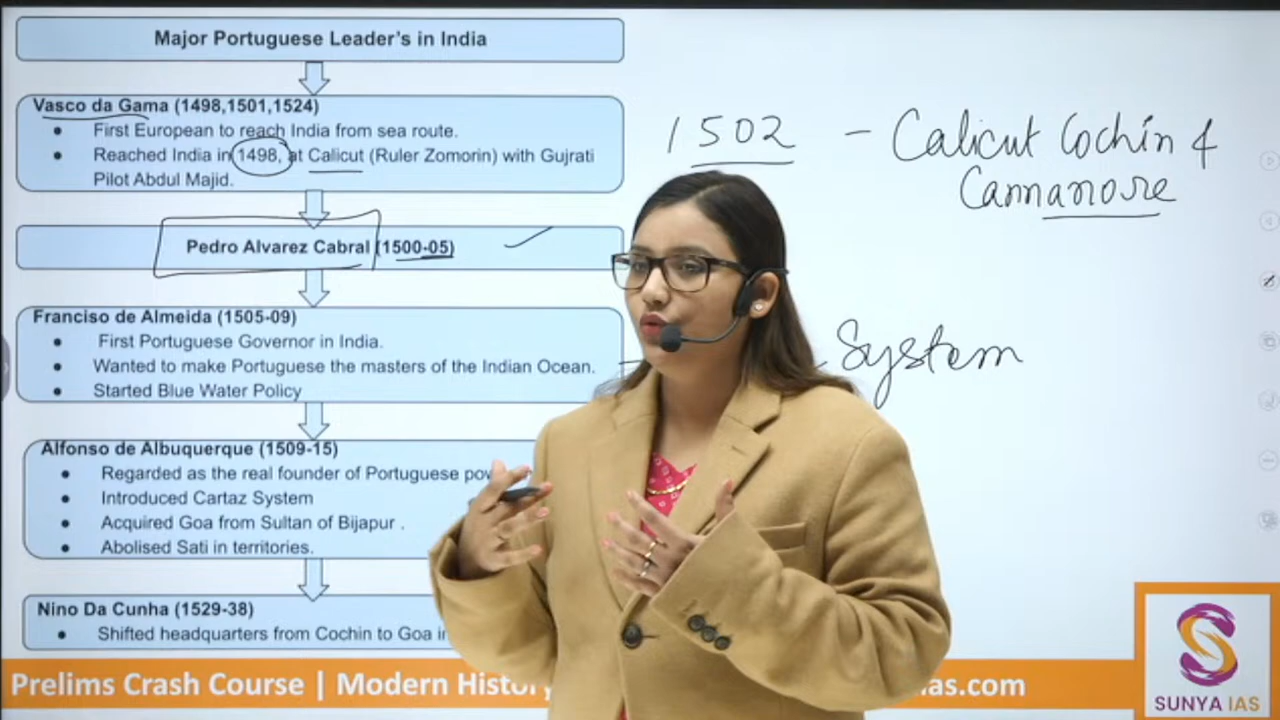 Major Portuguese Leader's in India
Vasco da Gama (1498,1501,1524)
● First European to reach India from sea route.
● Reached India in 1498, at Calicut (Ruler Zomorin) with Gujrati
Pilot Abdul Majid.
Pedro Alvarez Cabral (1500-05)
Franciso de Almeida (1505-09)
● First Portuguese Governor in India.
● Wanted to make Portuguese the masters of the Indian Ocean.
● Started Blue Water Policy
Alfonso de Albuquerque (1509-15)
● Regarded as the real founder of Portuguese
● Introduced Cartaz System
● Acquired Goa from Sultan of Bijapur .
● Abolised Sati in territories.
Nino Da Cunha (1529-38)
● Shifted headquarters from Cochin to Goa
1502 - Calicut Cochin &
Cannanore
System
Prelims Crash Course | Modern
SUNYA IAS